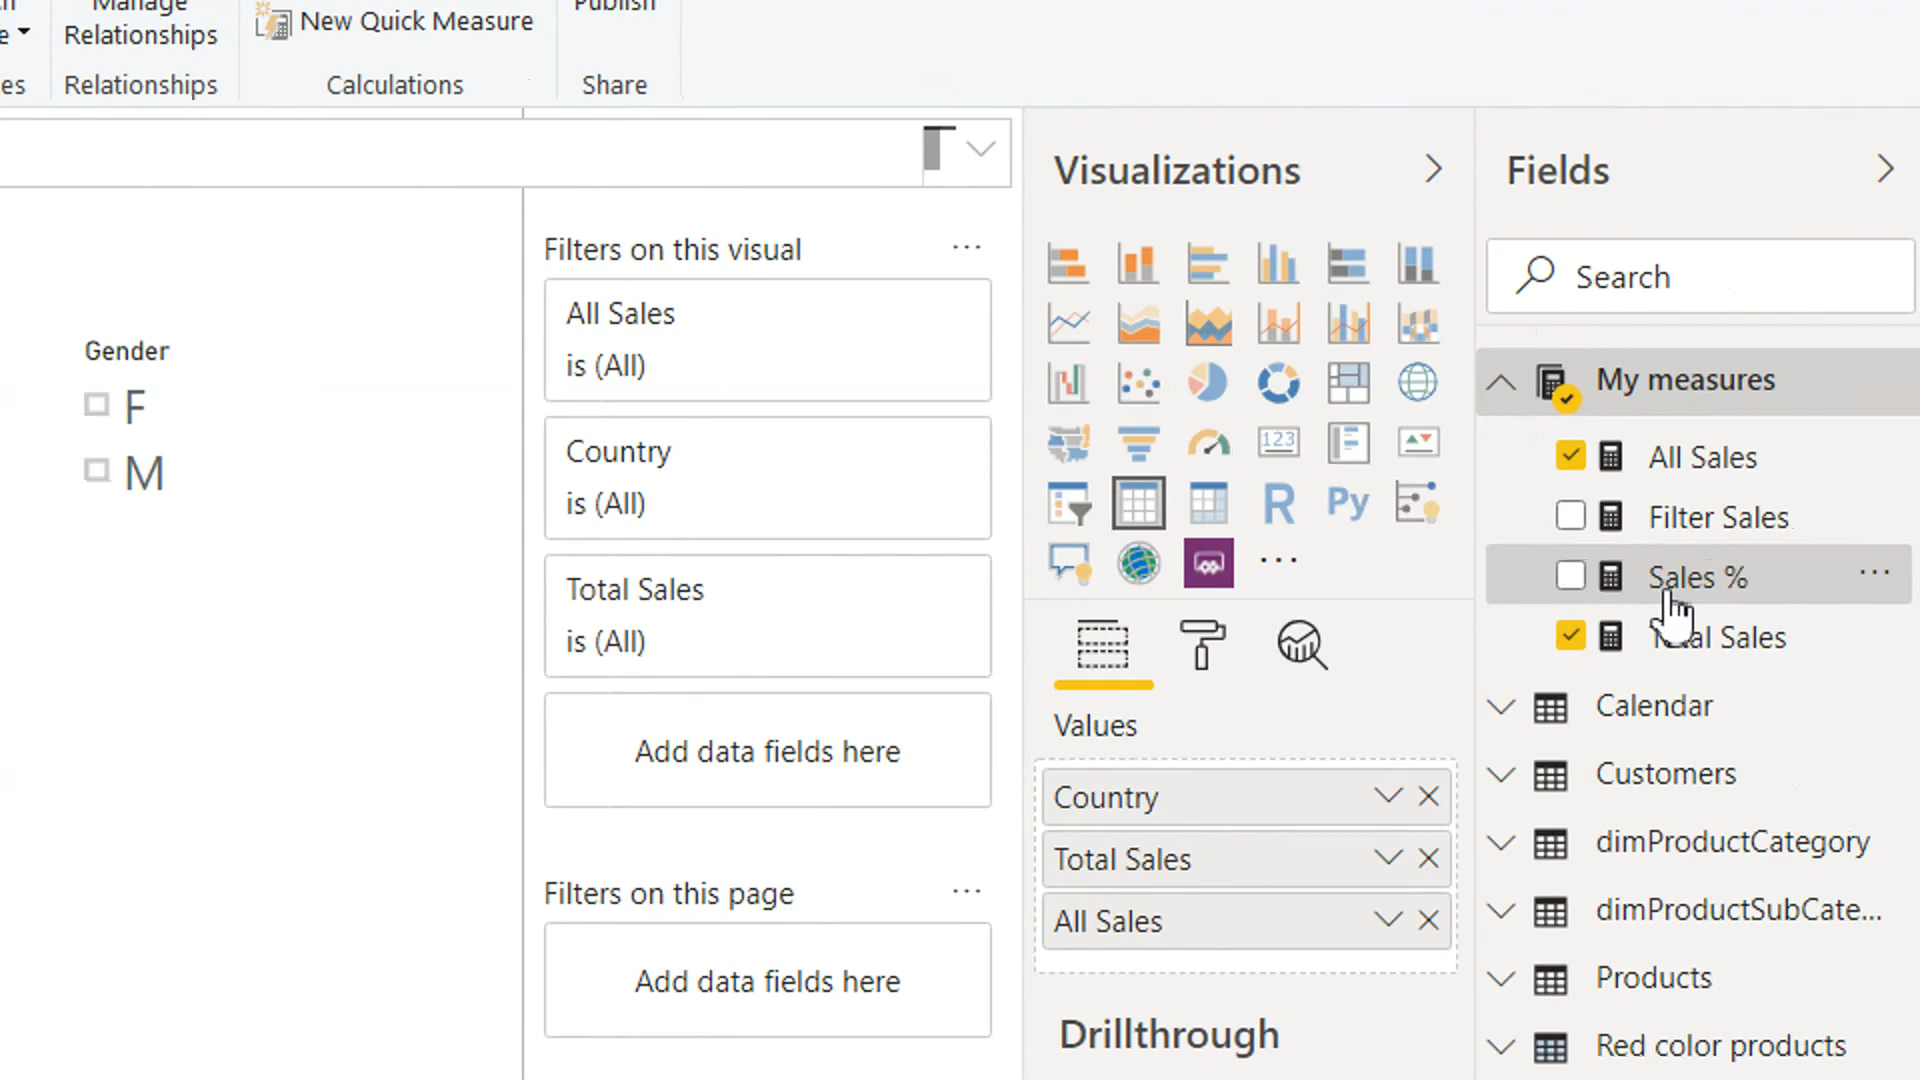 Manage
Relationships
Relationships
New Quick Measure
Calculations
Publish
Share
es
Gender
F
M
Filters on this visual
...
All Sales
is (All)
Country
is (All)
Total Sales
is (All)
Add data fields here
Filters on this page
...
Add data fields here
Visualizations
123
R
Py
...
Values
Country
Total Sales
All Sales
Drillthrough
Fields
Search
My measures
All Sales
Filter Sales
Sales %
...
Total Sales
Calendar
Customers
dimProductCategory
dimProductSubCate...
Products
Red color products